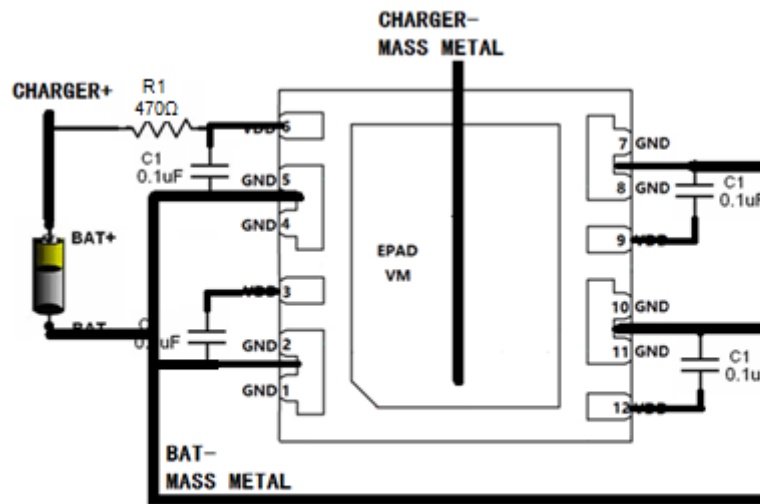 CHARGER-
MASS METAL
CHARGER+
R1
470Ω
VDD
6
7
GND
C1
0.1uF
GND
5
8
GND
C1
0.1uF
GND
4
BAT+
EPAD
VM
9
VDD
VDD
3
10
GND
BAT-
GND
2
11
GND
C1
0.1uF
GND
1
12
VDD
BAT-
MASS METAL